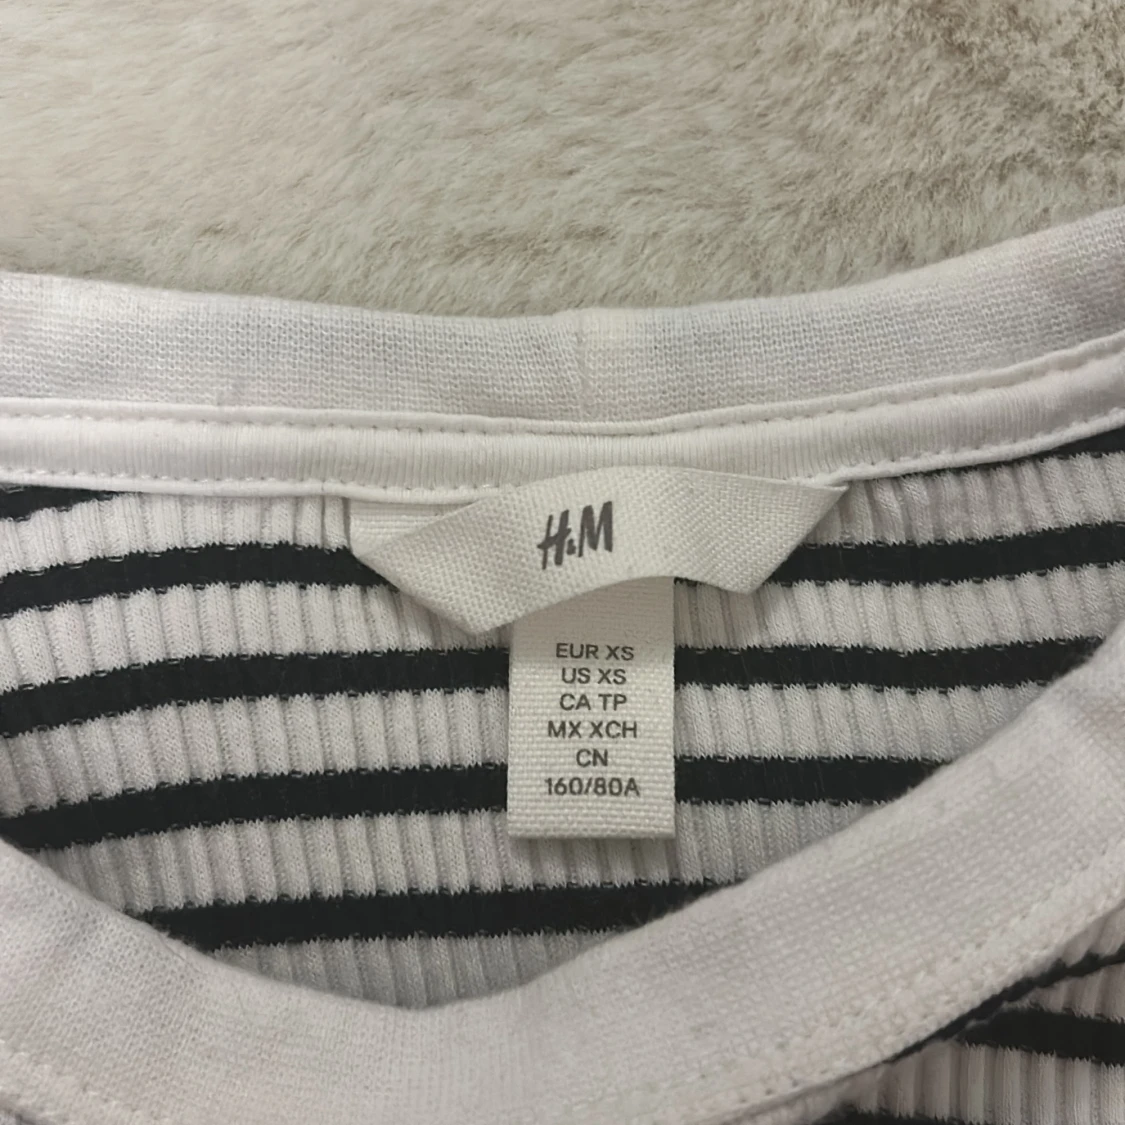 H&M
EUR XS
US XS
CA TP
MX XCH
CN
160/80A